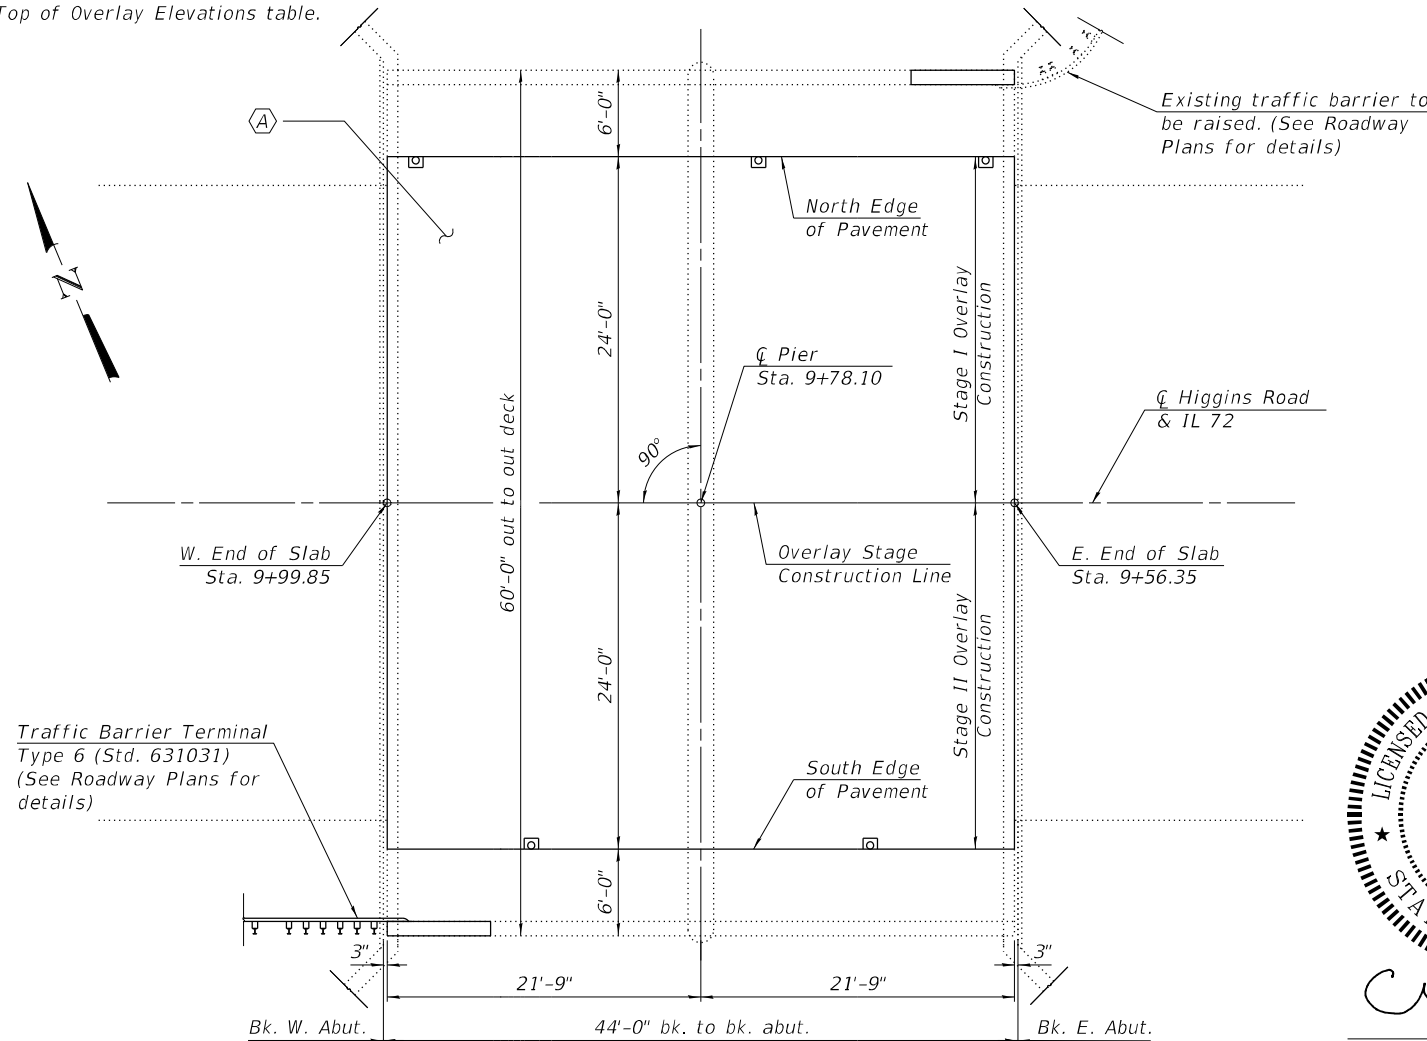 Top of Overlay Elevations table.
A
6'-0"
Existing traffic barrier to
be raised. (See Roadway
Plans for details)
North Edge
of Pavement
N
24'-0"
Stage I Overlay
Construction
℄ Pier
Sta. 9+78.10
℄ Higgins Road
& IL 72
90°
60'-0" out to out deck
W. End of Slab
Sta. 9+99.85
Overlay Stage
Construction Line
E. End of Slab
Sta. 9+56.35
24'-0"
Stage II Overlay
Construction
Traffic Barrier Terminal
Type 6 (Std. 631031)
(See Roadway Plans for
details)
South Edge
of Pavement
LICENSED
STA
6'-0"
3"
21'-9"
21'-9"
3"
Bk. W. Abut.
44'-0" bk. to bk. abut.
Bk. E. Abut.